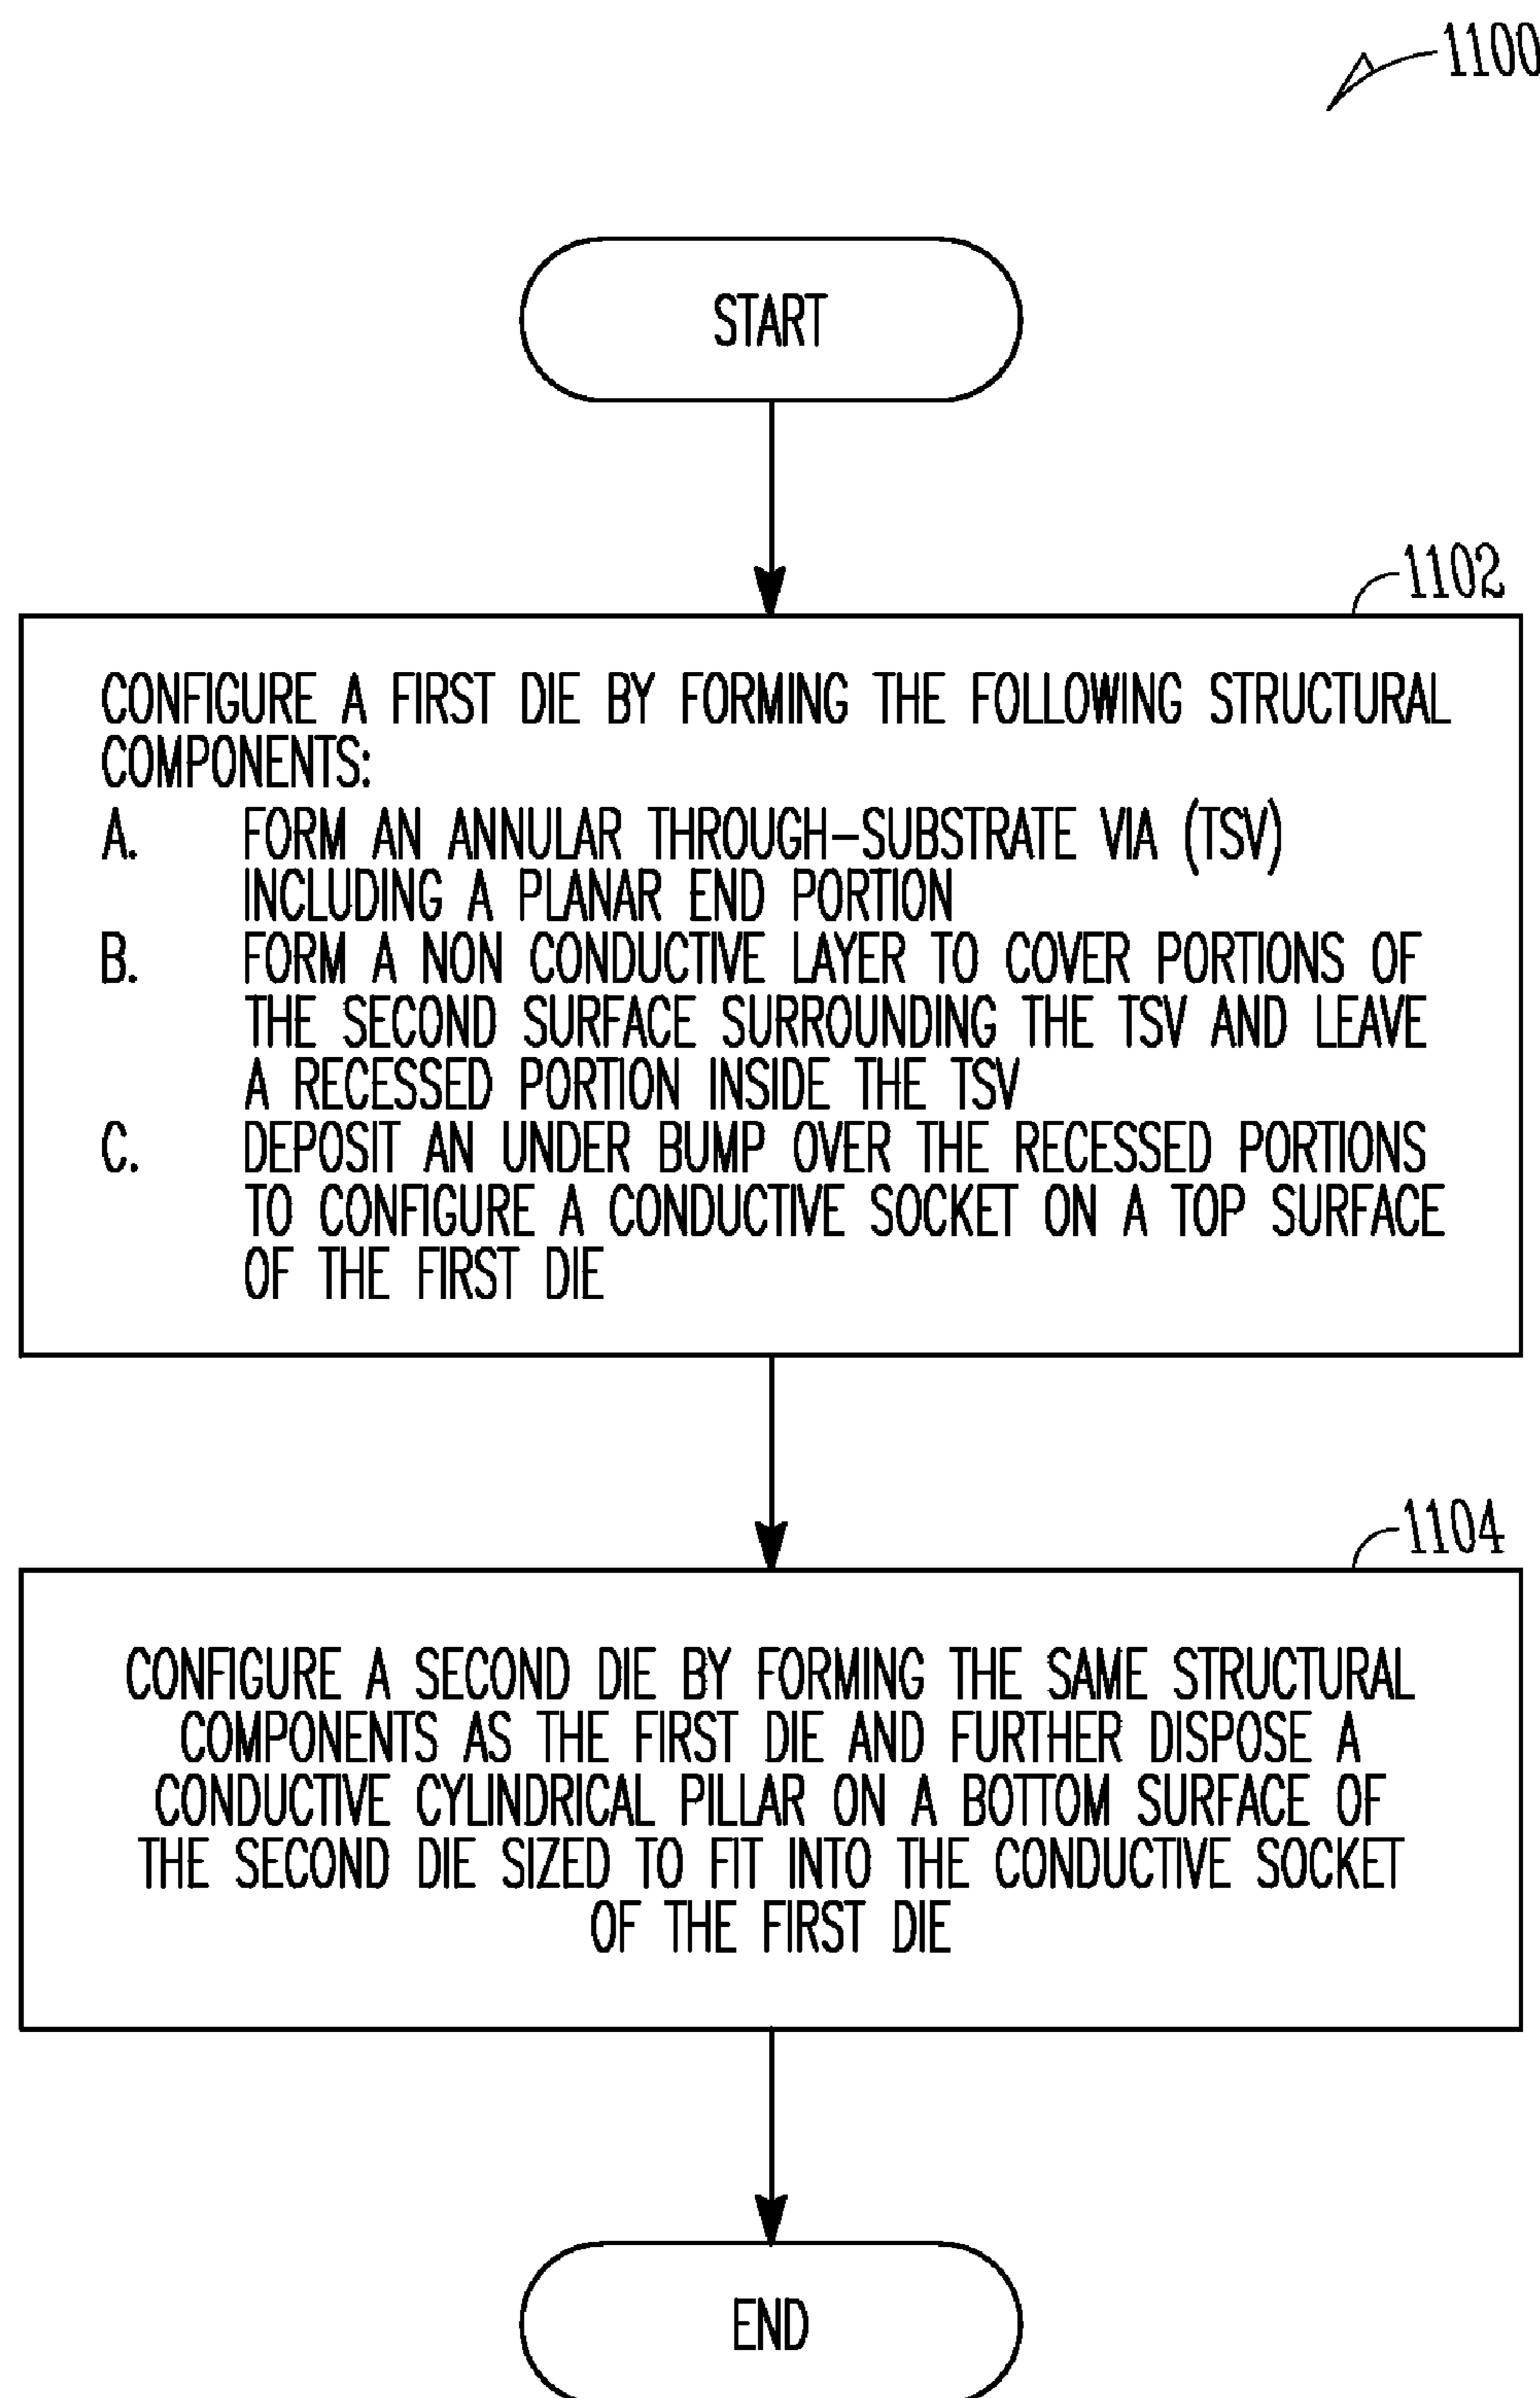 1100
START
1102
CONFIGURE A FIRST DIE BY FORMING THE FOLLOWING STRUCTURAL
COMPONENTS:
A. FORM AN ANNULAR THROUGH-SUBSTRATE VIA (TSV)
INCLUDING A PLANAR END PORTION
B. FORM A NON CONDUCTIVE LAYER TO COVER PORTIONS OF
THE SECOND SURFACE SURROUNDING THE TSV AND LEAVE
A RECESSED PORTION INSIDE THE TSV
C. DEPOSIT AN UNDER BUMP OVER THE RECESSED PORTIONS
TO CONFIGURE A CONDUCTIVE SOCKET ON A TOP SURFACE
OF THE FIRST DIE
1104
CONFIGURE A SECOND DIE BY FORMING THE SAME STRUCTURAL
COMPONENTS AS THE FIRST DIE AND FURTHER DISPOSE A
CONDUCTIVE CYLINDRICAL PILLAR ON A BOTTOM SURFACE OF
THE SECOND DIE SIZED TO FIT INTO THE CONDUCTIVE SOCKET
OF THE FIRST DIE
END